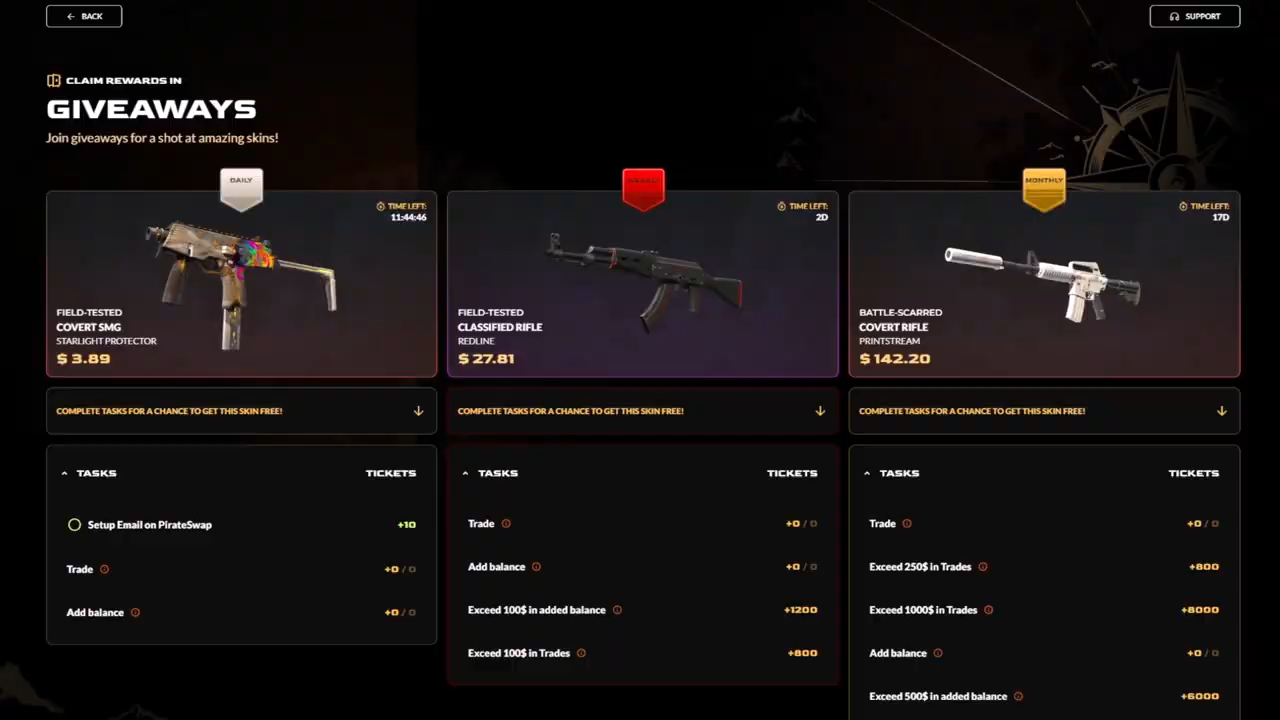 BACK
SUPPORT
CLAIM REWARDS IN
GIVEAWAYS
Join giveaways for a shot at amazing skins!
DAILY
TIME LEFT:
11:44:46
FIELD-TESTED
COVERT SMG
STARLIGHT PROTECTOR
$ 3.89
COMPLETE TASKS FOR A CHANCE TO GET THIS SKIN FREE!
TASKS TICKETS
Setup Email on PirateSwap +10
Trade +0 / 0
Add balance +0 / 0
TIME LEFT:
2D
FIELD-TESTED
CLASSIFIED RIFLE
REDLINE
$ 27.81
COMPLETE TASKS FOR A CHANCE TO GET THIS SKIN FREE!
TASKS TICKETS
Trade +0 / 0
Add balance +0 / 0
Exceed 100$ in added balance +1200
Exceed 100$ in Trades +800
MONTHLY
TIME LEFT:
17D
BATTLE-SCARRED
COVERT RIFLE
PRINTSTREAM
$ 142.20
COMPLETE TASKS FOR A CHANCE TO GET THIS SKIN FREE!
TASKS TICKETS
Trade +0 / 0
Exceed 250$ in Trades +800
Exceed 1000$ in Trades +8000
Add balance +0 / 0
Exceed 500$ in added balance +6000